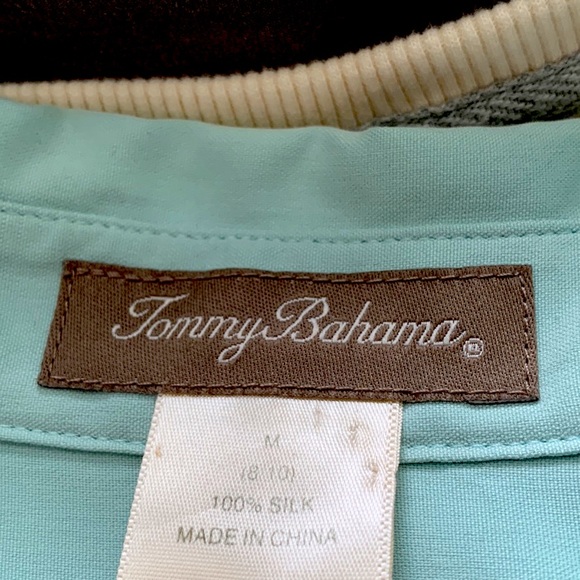 Tommy Bahama®
M
(8,10)
100% SILK
MADE IN CHINA